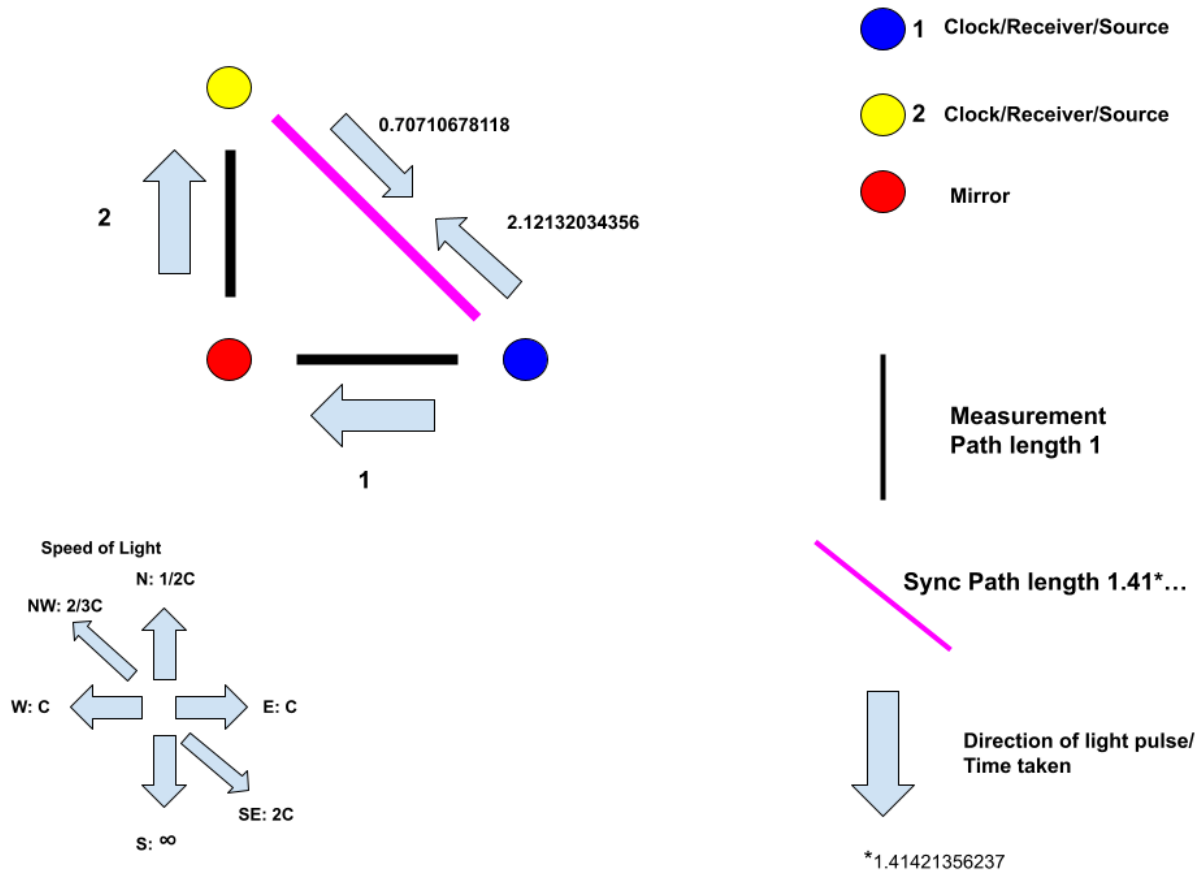 1 Clock/Receiver/Source
2 Clock/Receiver/Source
Mirror
0.70710678118
2.12132034356
2
1
Measurement
Path length 1
Sync Path length 1.41*...
Direction of light pulse/
Time taken
*1.41421356237
Speed of Light
N: 1/2C
NW: 2/3C
W: C
E: C
SE: 2C
S: ∞